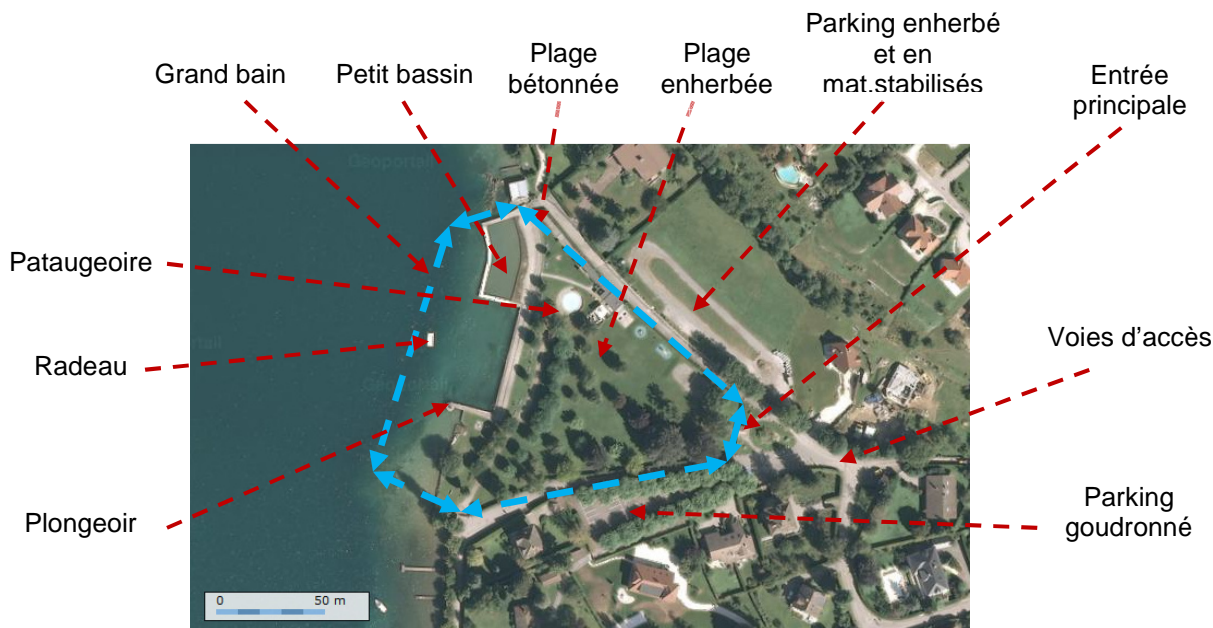 Parking enherbé
et en
mat.stabilisés
Plage
bétonnée
Plage
enherbée
Grand bain
Petit bassin
Entrée
principale
Geoportail
Pataugeoire
Radeau
Voies d'accès
Plongeoir
Parking
goudronné
0 50 m